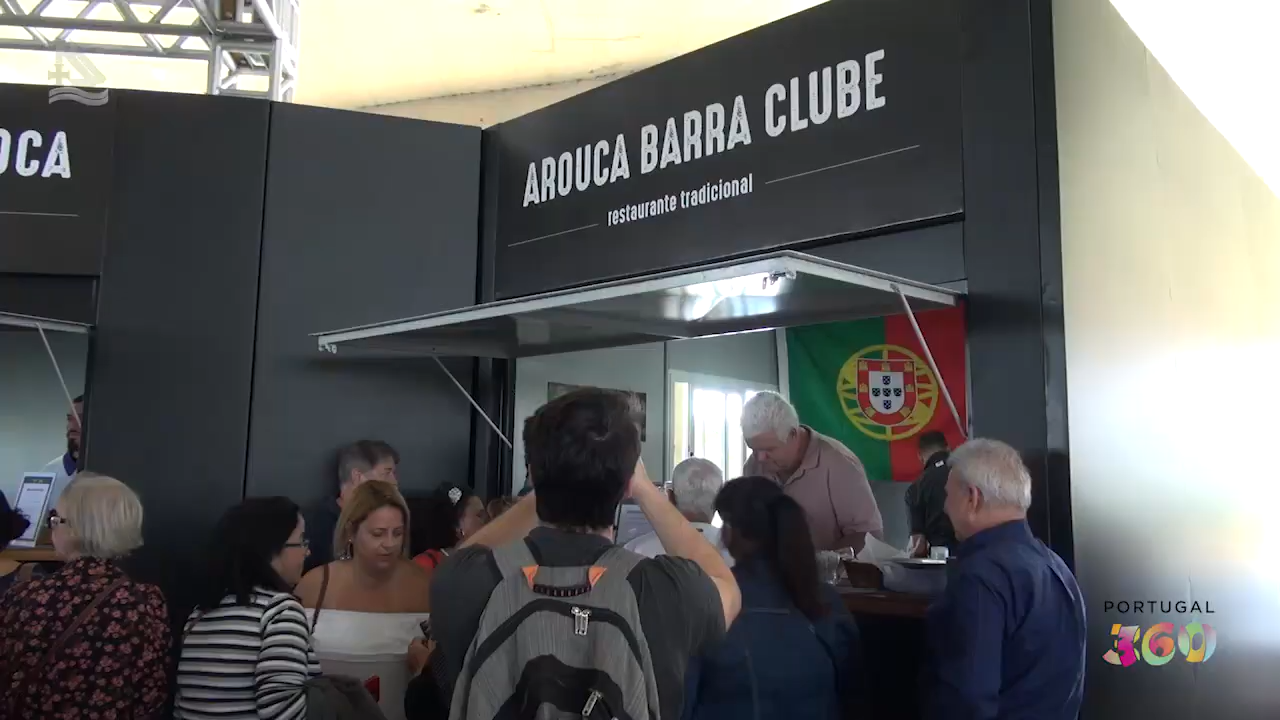 AROUCA BARRA CLUBE
restaurante tradicional
OCA
PORTUGAL
360